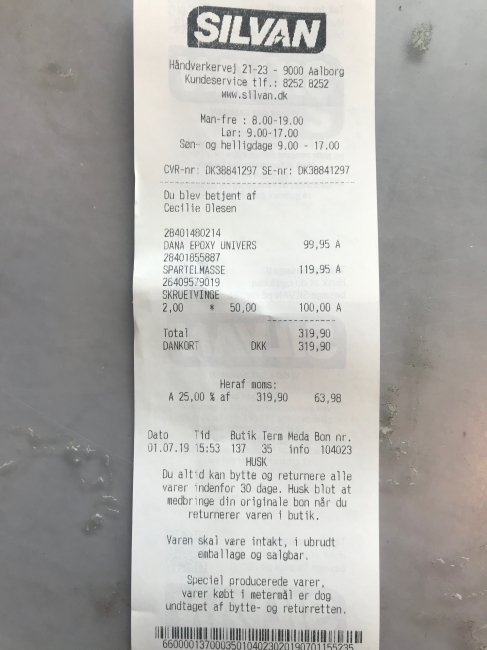 SILVAN
Håndværkervej 21-23 - 9000 Aalborg
Kundeservice tlf.: 8252 8252
www.silvan.dk
Man-fre : 8.00-19.00
Lør: 9.00-17.00
Søn- og helligdage 9.00 - 17.00
CVR-nr: DK38841297 SE-nr: DK38841297
Du blev betjent af
Cecilie Olesen
28401480214
DANA EPOXY UNIVERS 99,95 A
28401855887
SPARTELMASSE 119,95 A
26409579019
SKRUETVINGE
2,00 * 50,00 100,00 A
Total 319,90
DANKORT DKK 319,90
Heraf moms:
A 25,00 % af 319,90 63,98
Dato Tid Butik Term Meda Bon nr.
01.07.19 15:53 137 35 info 104023
HUSK
Du altid kan bytte og returnere alle
varer indenfor 30 dage. Husk blot at
medbringe din originale bon når du
returnerer varen i butik.
Varen skal være intakt, i ubrudt
emballage og salgbar.
Speciel producerede varer,
varer købt i metermål er dog
undtaget af bytte- og returretten.
66000013700035010402302019070115­5235